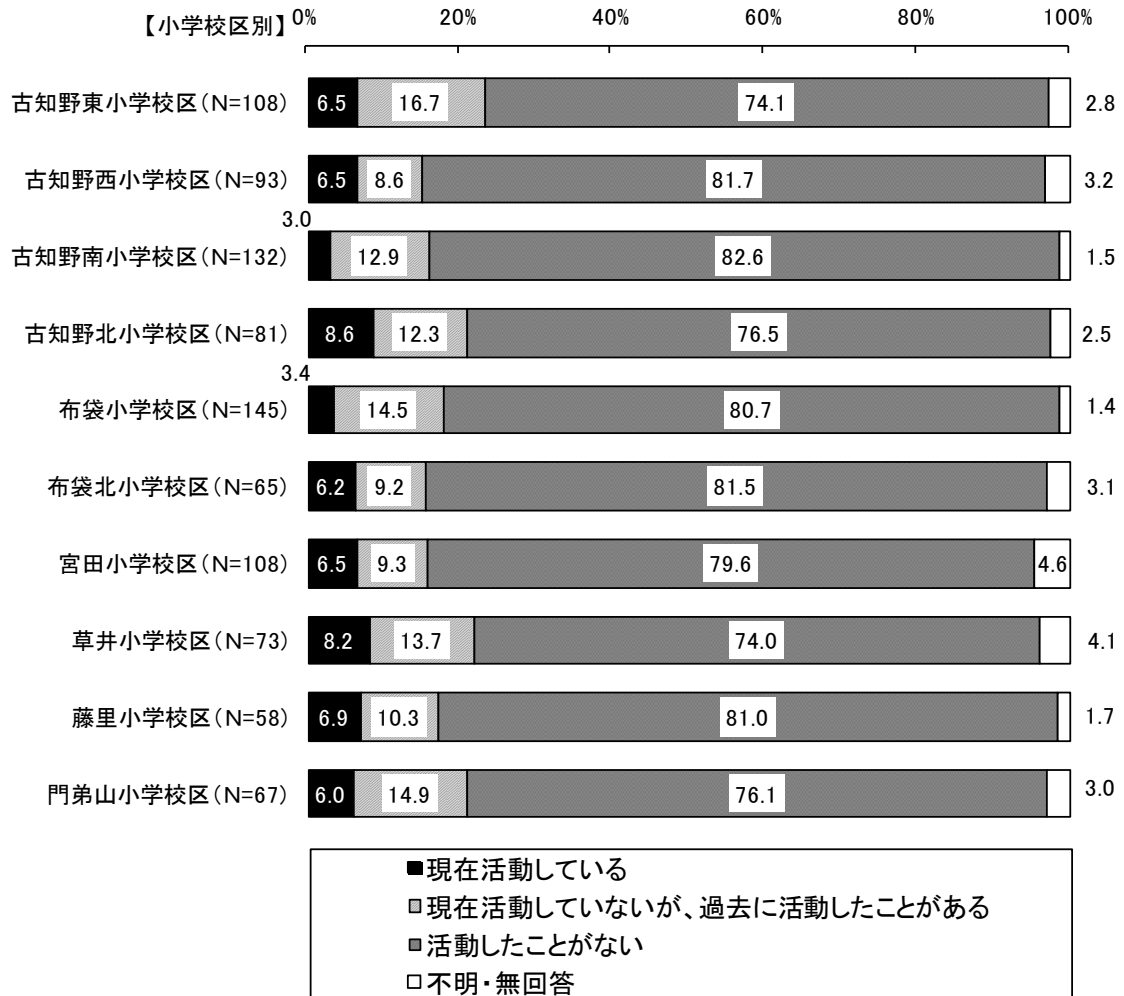 【小学校区別】 0% 20% 40% 60% 80% 100%
古知野東小学校区(N=108) 6.5 16.7 74.1 2.8
古知野西小学校区(N=93) 6.5 8.6 81.7 3.2
3.0
古知野南小学校区(N=132) 12.9 82.6 1.5
古知野北小学校区(N=81) 8.6 12.3 76.5 2.5
3.4
布袋小学校区(N=145) 14.5 80.7 1.4
布袋北小学校区(N=65) 6.2 9.2 81.5 3.1
宮田小学校区(N=108) 6.5 9.3 79.6 4.6
草井小学校区(N=73) 8.2 13.7 74.0 4.1
藤里小学校区(N=58) 6.9 10.3 81.0 1.7
門弟山小学校区(N=67) 6.0 14.9 76.1 3.0
現在活動している
現在活動していないが、過去に活動したことがある
活動したことがない
不明・無回答